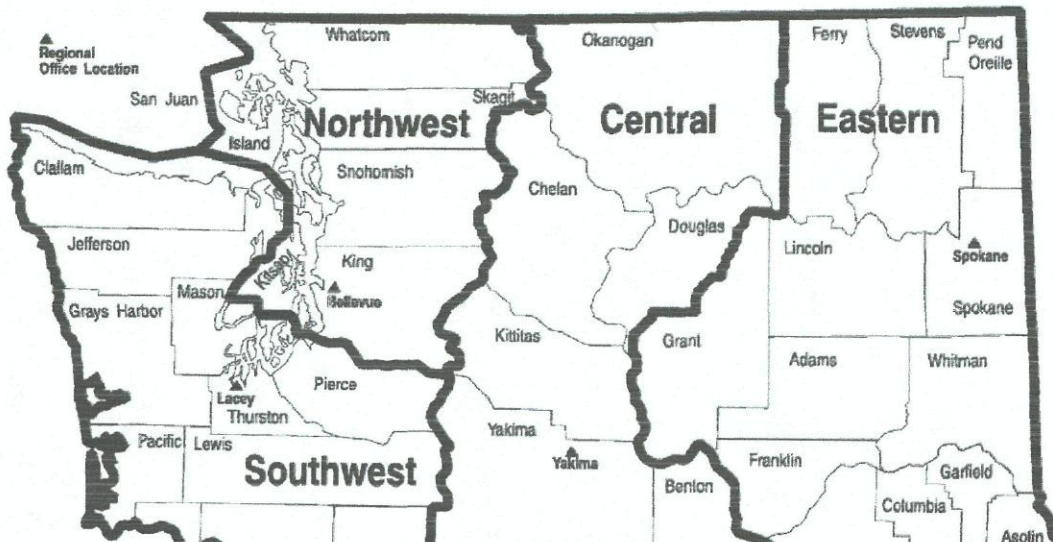 Regional
Office Location
San Juan
Whatcom
Skagit
Northwest
Island
Snohomish
King
Kitsap
Bellevue
Clallam
Jefferson
Mason
Grays Harbor
Pierce
Lacey
Thurston
Pacific
Lewis
Southwest
Okanogan
Central
Chelan
Douglas
Kittitas
Yakima
Yakima
Benton
Ferry
Stevens
Pend
Oreille
Eastern
Lincoln
Spokane
Spokane
Grant
Adams
Whitman
Franklin
Garfield
Columbia
Asotin